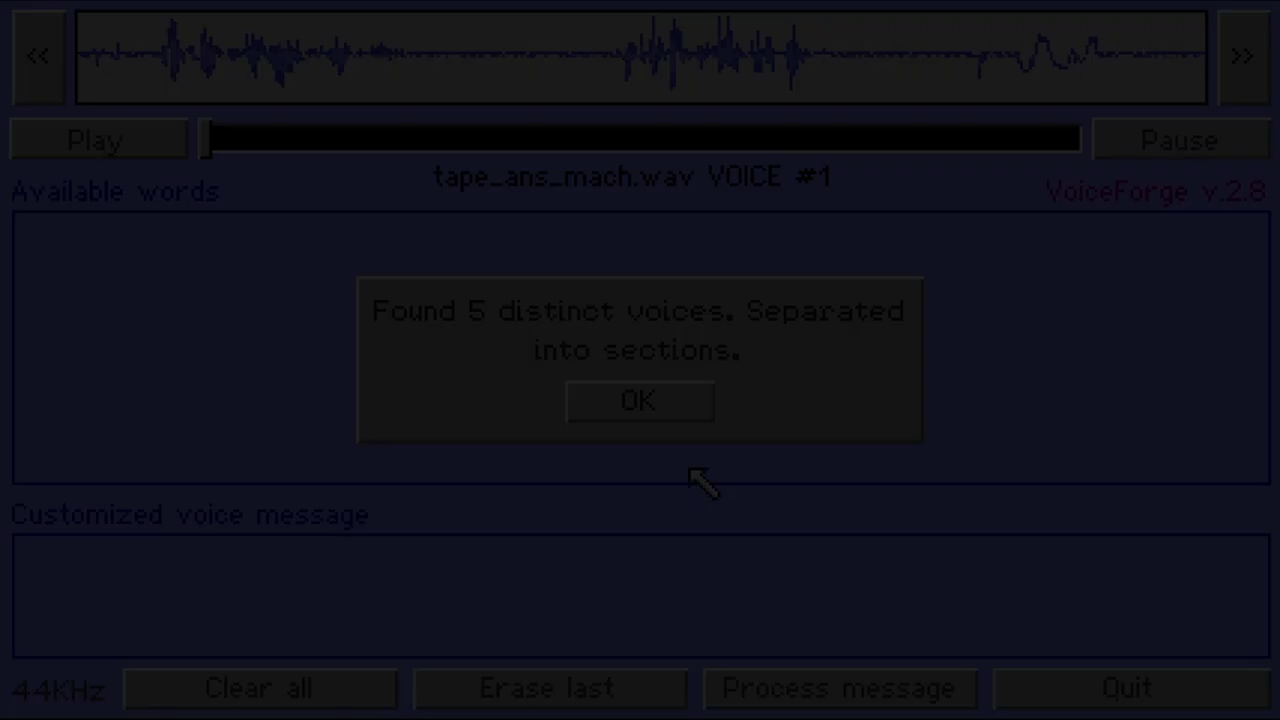 << >>
Play Pause
tape_ans_mach.wav VOICE #1
Available words VoiceForge v.2.8
Found 5 distinct voices. Separated
into sections.
OK
Customized voice message
44KHz Clear all Erase last Process message Quit